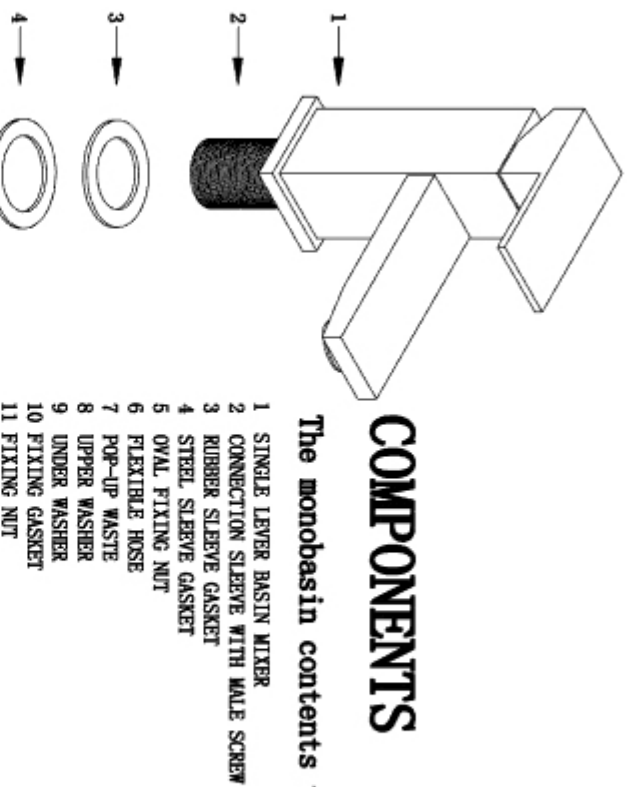 COMPONENTS
The monobasin contents
1 SINGLE LEVER BASIN MIXER
2 CONNECTION SLEEVE WITH MALE SCREW
3 RUBBER SLEEVE GASKET
4 STEEL SLEEVE GASKET
5 OVAL FIXING NUT
6 FLEXIBLE HOSE
7 POP-UP WASTE
8 UPPER WASHER
9 UNDER WASHER
10 FIXING GASKET
11 FIXING NUT
1
2
3
4